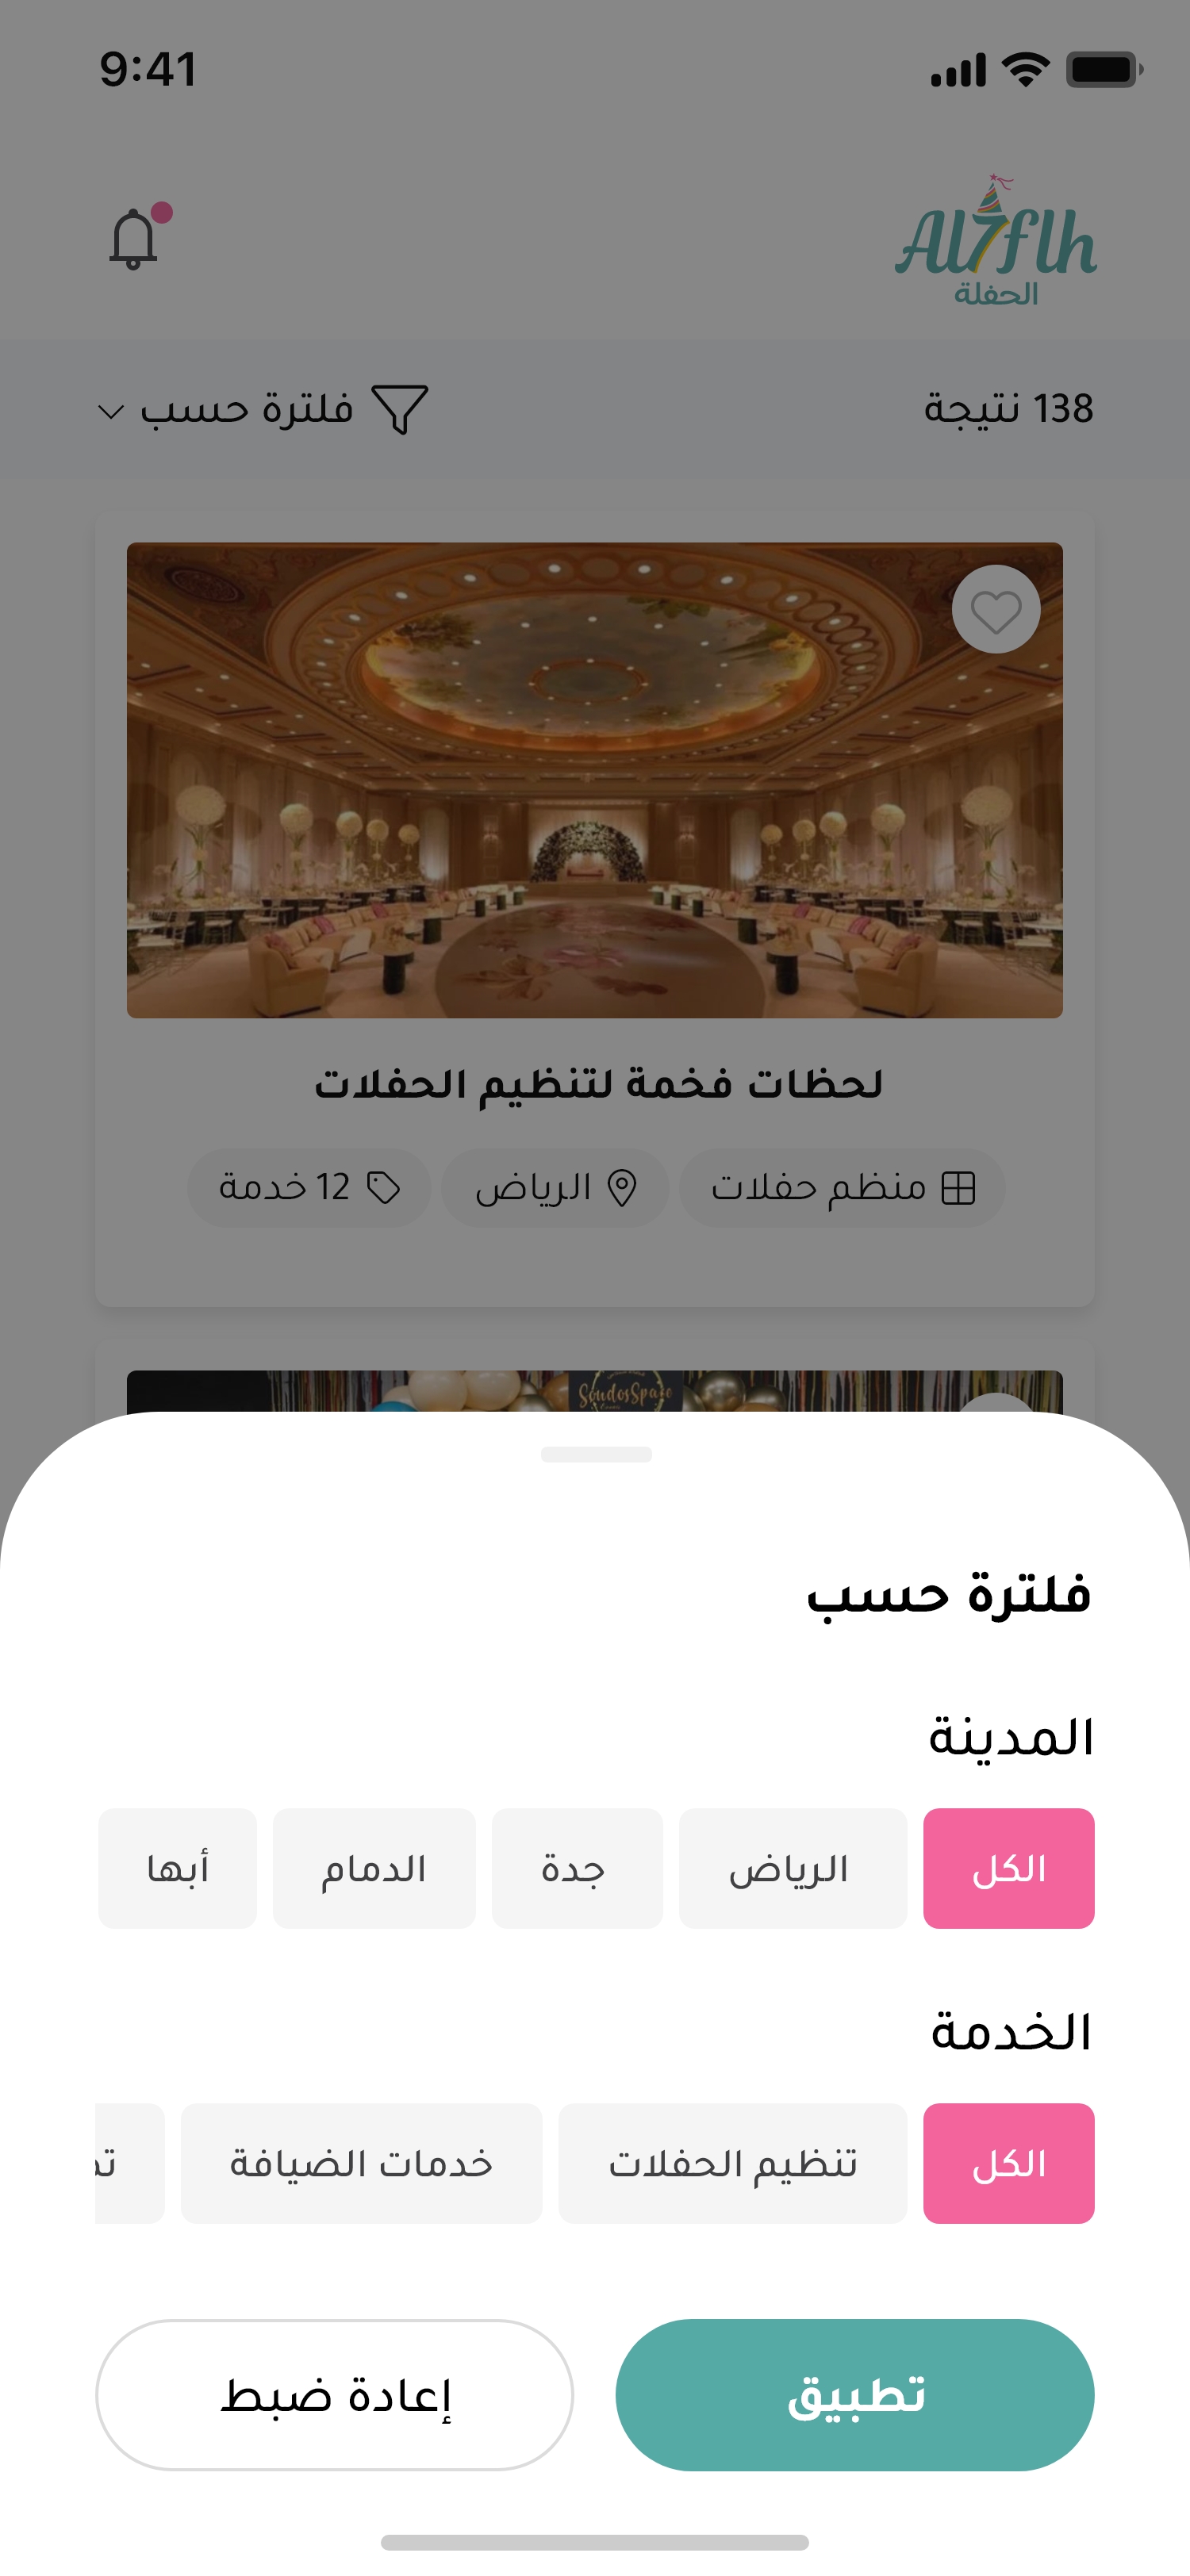 9:41
Al7flh
الحفلة
138 نتيجة
فلترة حسب
لحظات فخمة لتنظيم الحفلات
منظم حفلات
الرياض
12 خدمة
SoudosSpace
فلترة حسب
المدينة
الكل
الرياض
جدة
الدمام
أبها
الخدمة
الكل
تنظيم الحفلات
خدمات الضيافة
تطبيق
إعادة ضبط